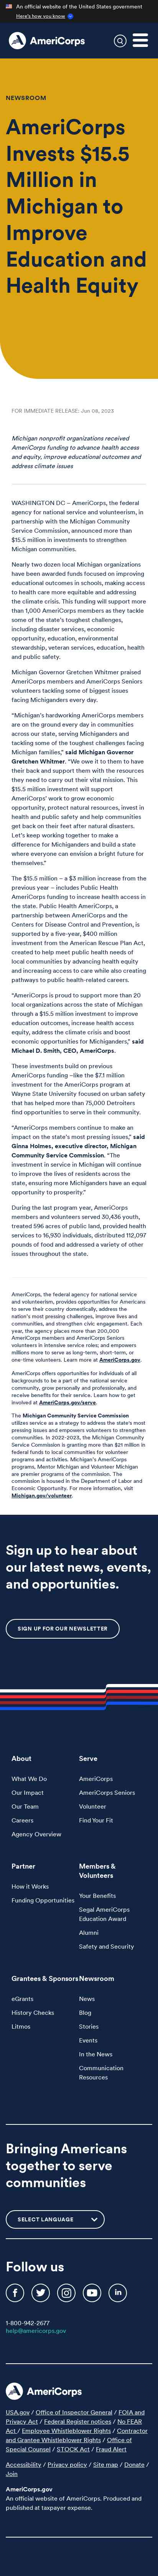 An official website of the United States government
Here's how you know
AmeriCorps
NEWSROOM
AmeriCorps
Invests $15.5
Million in
Michigan to
Improve
Education and
Health Equity
FOR IMMEDIATE RELEASE: Jun 08, 2023
Michigan nonprofit organizations received
AmeriCorps funding to advance health access
and equity, improve educational outcomes and
address climate issues
WASHINGTON DC – AmeriCorps, the federal
agency for national service and volunteerism, in
partnership with the Michigan Community
Service Commission, announced more than
$15.5 million in investments to strengthen
Michigan communities.
Nearly two dozen local Michigan organizations
have been awarded funds focused on efforts to
improve educational outcomes in schools, making access
to health care more equitable and addressing
the climate crisis. This funding will support more
than 1,000 AmeriCorps members as they tackle
some of the state's toughest challenges,
including disaster services, economic
opportunity, education, environmental
stewardship, veteran services, education, health
and public safety.
Michigan Governor Gretchen Whitmer praised
AmeriCorps members and AmeriCorps Seniors
volunteers tackling some of biggest issues
facing Michiganders every day.
"Michigan's hardworking AmeriCorps members
are on the ground every day in communities
across our state, getting things done and
tackling some of the toughest challenges facing
Michigan families," said Michigan Governor
Gretchen Whitmer. "We owe it to them to have
their backs and support them with the resources
they need to continue their vital mission. This
$15.5 million investment will support
AmeriCorps' work to grow economic
opportunity, protect natural resources, invest in
health and public safety and help communities
get back on their feet after natural disasters.
Let's keep working together to make a
difference for Michiganders and build a state
where everyone can envision a bright future for
themselves."
The $15.5 million – a $3 million increase from the
previous year – includes Public Health
AmeriCorps funding to increase health access in
the state. Public Health AmeriCorps, a
partnership between AmeriCorps and the
Centers for Disease Control and Prevention, is
supported by a five-year, $400 million
investment from the American Rescue Plan Act,
created to help meet public health needs of
local communities by advancing health equity
and increasing access to care while also creating
pathways to public health-related careers.
"AmeriCorps is proud to support more than 20
local organizations across the state of Michigan
through a $15.5 million investment to improve
education outcomes, increase health access
equity, address the climate crisis and boost
economic opportunities for Michiganders," said
Michael D. Smith, CEO, AmeriCorps.
These investments build on previous
AmeriCorps funding –like the $7.1 million
investment for the AmeriCorps program at
Wayne State University focused on urban safety
that has helped more than 75,000 Detroiters
find opportunity and improve in their community.
"AmeriCorps members continue to make an
impact on the state's most pressing issues," said
Ginna Holmes, executive director, Michigan
Community Service Commission. "The
investment in service in Michigan will continue
to increase in every corner of the state,
ensuring more Michiganders lead an equitable
way to prosperity."
During the last program year, AmeriCorps
members and volunteers served 30,436 youth,
treated 596 acres of public land, provided health
services to 16,930 individuals, distributed 112,097
pounds of food to community members in need,
and engaged others to serve throughout the
state.
AmeriCorps, the federal agency for national service
and volunteerism, provides opportunities for Americans
to serve their country domestically, address the
nation's most pressing challenges, improve lives and
communities, and strengthen civic engagement. Each
year, the agency places more than 200,000
AmeriCorps members and AmeriCorps Seniors
volunteers in intensive service roles; and empowers
millions more to serve as long-term, short-term, or
one-time volunteers. Learn more at AmeriCorps.gov.
AmeriCorps offers opportunities for individuals of all
backgrounds to be a part of the national service
community, grow personally and professionally, and
receive benefits for their service. Learn how to get
involved at AmeriCorps.gov/serve.
The Michigan Community Service Commission
utilizes service as a strategy to address the state's most
pressing issues and empowers volunteers to strengthen
communities. In 2022-2023, the Michigan Community
Service Commission is granting more than $21 million in
federal funds to local communities for volunteer
programs and activities. Michigan's AmeriCorps
program, Mentor Michigan and Volunteer Michigan
are premier programs of the commission. The
commission is housed in the Department of Labor and
Economic Opportunity. For more information, visit
Michigan.gov/volunteer.
Sign up to hear about
our latest news, events,
and opportunities.
SIGN UP FOR OUR NEWSLETTER
About
What We Do
Our Impact
Our Team
Careers
Agency Overview
Serve
AmeriCorps
AmeriCorps Seniors
Volunteer
Find Your Fit
Partner
How it Works
Funding Opportunities
Members &
Volunteers
Your Benefits
Segal AmeriCorps
Education Award
Alumni
Safety and Security
Grantees & Sponsors
eGrants
History Checks
Litmos
Newsroom
News
Blog
Stories
Events
In the News
Communication
Resources
Bringing Americans
together to serve
communities
SELECT LANGUAGE
Follow us
1-800-942-2677
help@americorps.gov
AmeriCorps
USA.gov / Office of Inspector General / FOIA and
Privacy Act / Federal Register notices / No FEAR
Act / Employee Whistleblower Rights / Contractor
and Grantee Whistleblower Rights / Office of
Special Counsel / STOCK Act / Fraud Alert
Accessibility / Privacy policy / Site map / Donate /
Join
AmeriCorps.gov
An official website of AmeriCorps. Produced and
published at taxpayer expense.